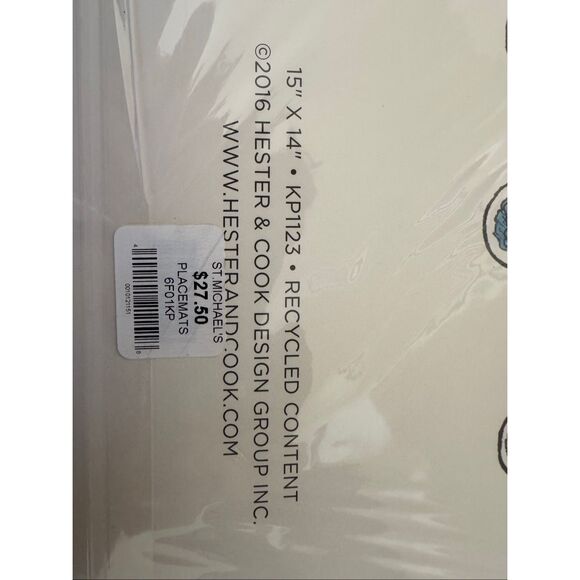 15" X 14" • KP1123 • RECYCLED CONTENT
©2016 HESTER & COOK DESIGN GROUP INC.
WWW.HESTERANDCOOK.COM
ST.MICHAEL'S
$27.50
PLACEMATS
6F01KP